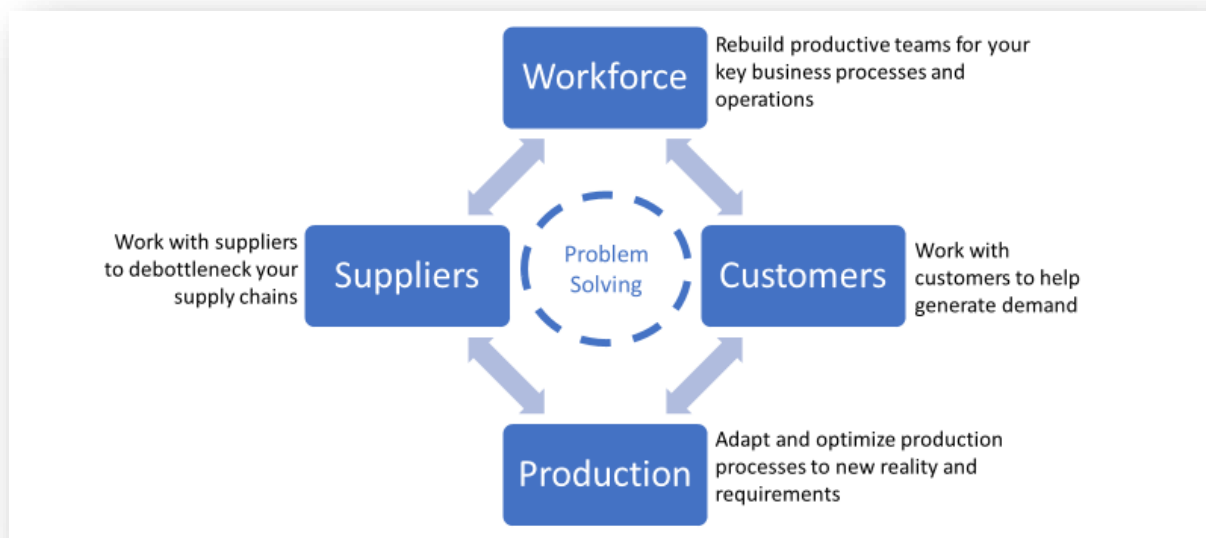 Workforce
Rebuild productive teams for your
key business processes and
operations
Work with suppliers
to debottleneck your
supply chains
Suppliers
Problem
Solving
Customers
Work with
customers to help
generate demand
Production
Adapt and optimize production
processes to new reality and
requirements